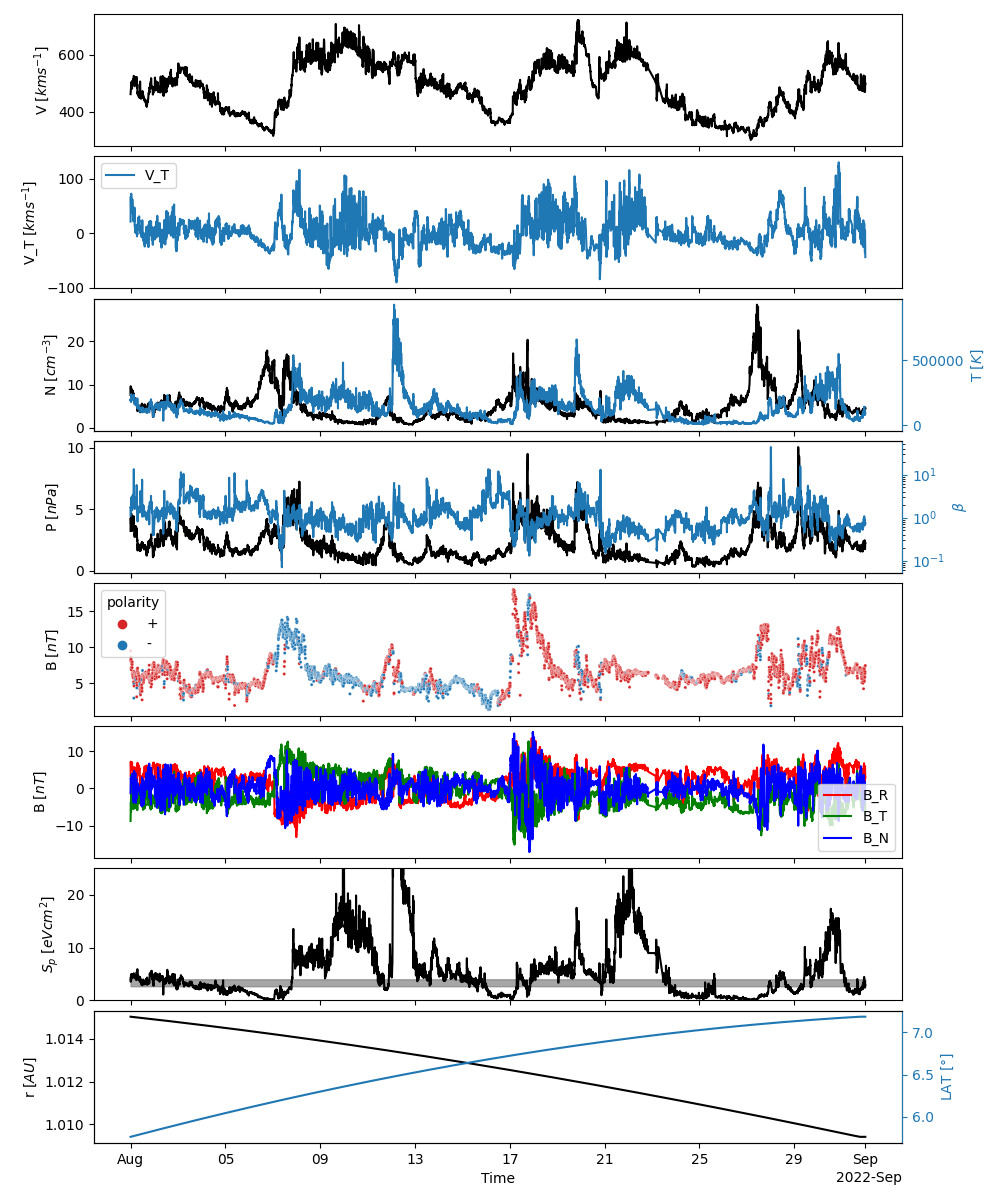 V [kms⁻¹]
600
400
V_T [kms⁻¹]
100
0
−100
V_T
N [cm⁻³]
20
10
0
500000
0
T [K]
P [nPa]
10
5
0
10¹
10⁰
10⁻¹
β
B [nT]
15
10
5
polarity
+
-
B [nT]
10
0
−10
B_R
B_T
B_N
Sₚ [eVcm²]
20
10
0
r [AU]
1.014
1.012
1.010
7.0
6.5
6.0
LAT [°]
Aug 05 09 13 17 21 25 29 Sep
Time
2022-Sep